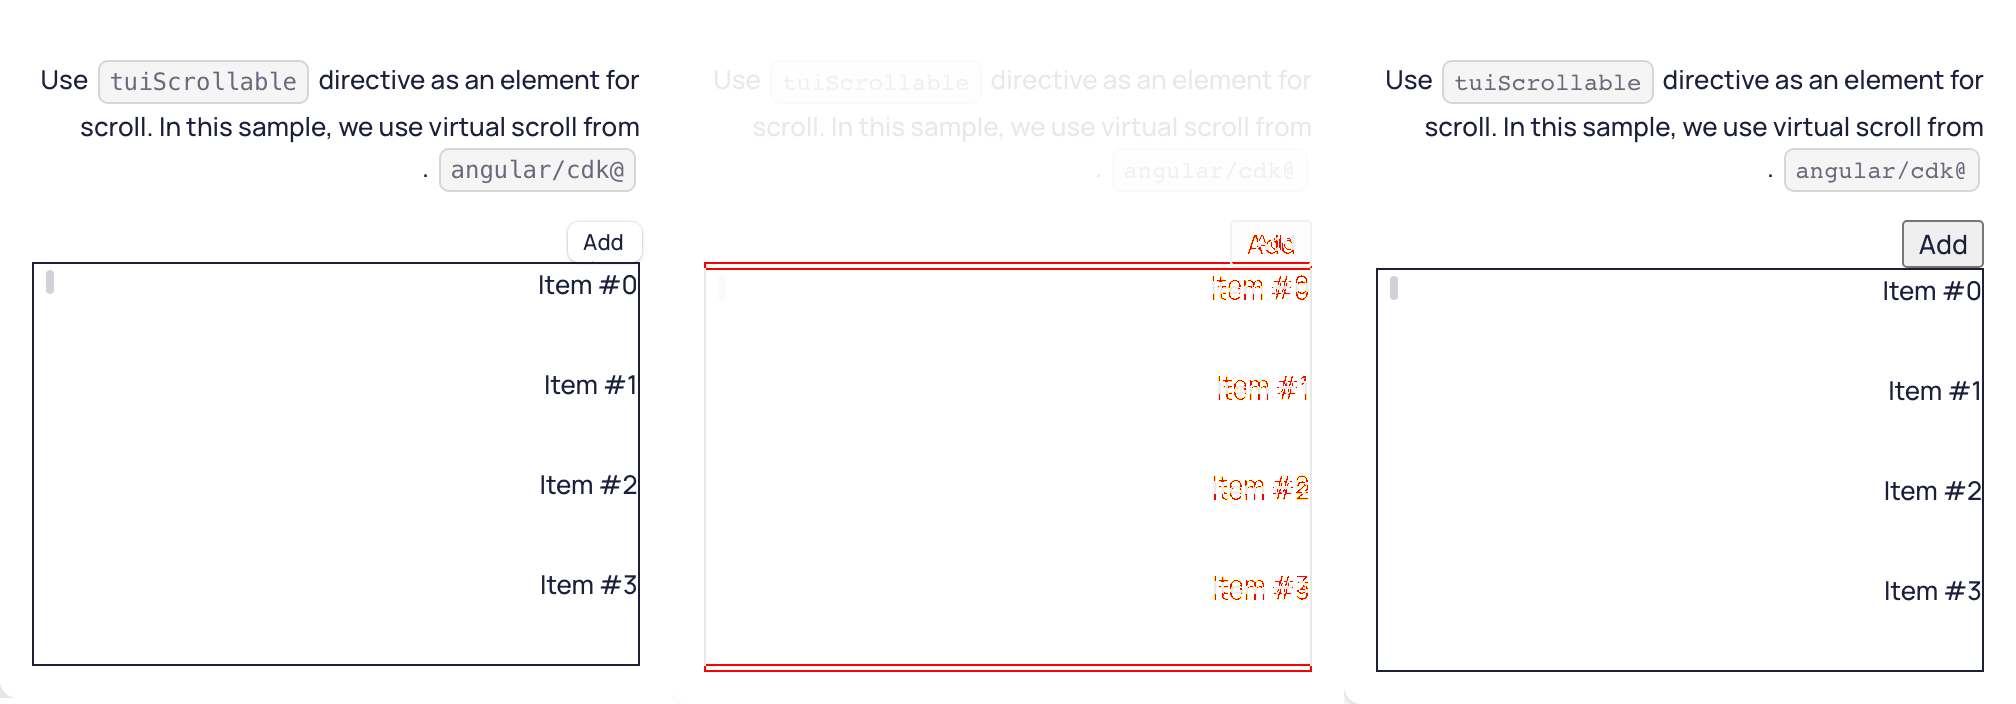 Use tuiScrollable directive as an element for
scroll. In this sample, we use virtual scroll from
. angular/cdk@
Add
Item #0
Item #1
Item #2
Item #3
Use tuiScrollable directive as an element for
scroll. In this sample, we use virtual scroll from
. angular/cdk@
Add
Item #0
Item #1
Item #2
Item #3
Use tuiScrollable directive as an element for
scroll. In this sample, we use virtual scroll from
. angular/cdk@
Add
Item #0
Item #1
Item #2
Item #3